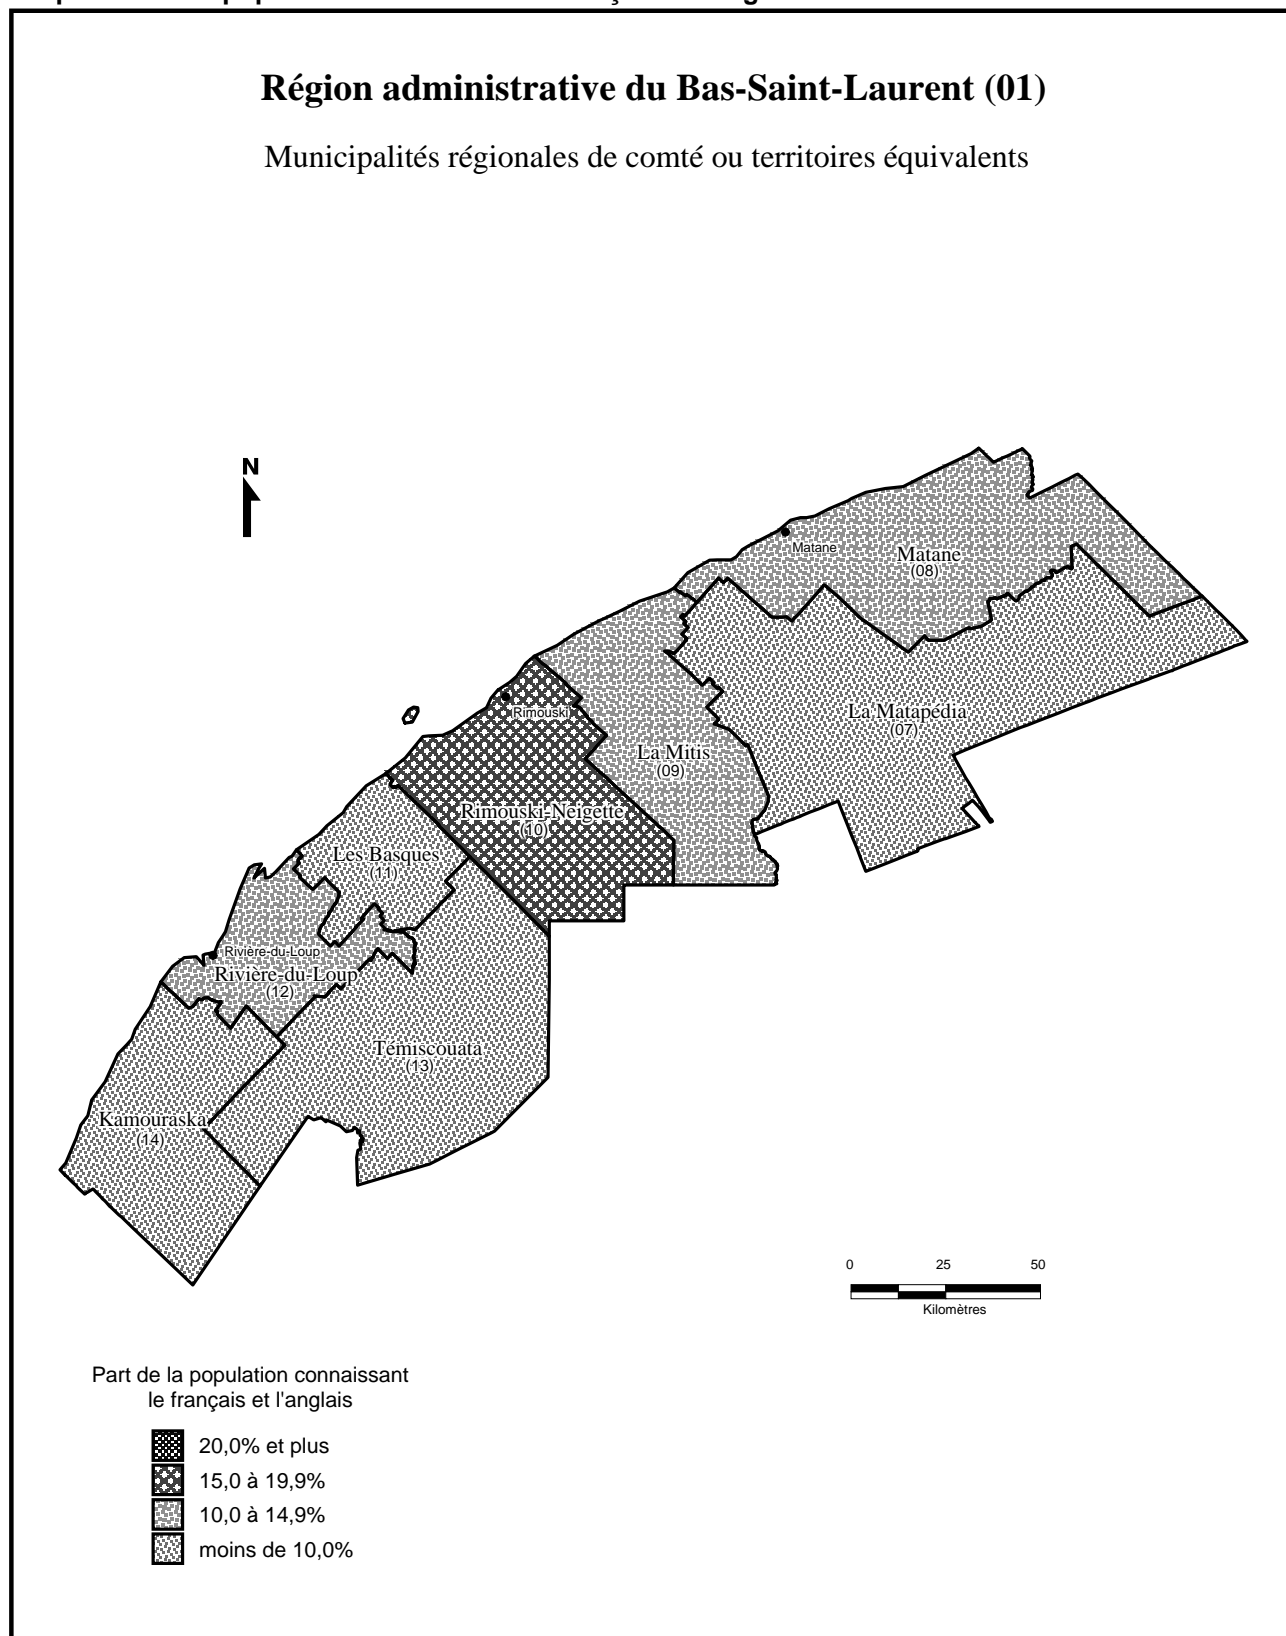 Région administrative du Bas-Saint-Laurent (01)
Municipalités régionales de comté ou territoires équivalents
N
Matane
Matane
(08)
La Matapédia
(07)
Rimouski
La Mitis
(09)
Rimouski-Neigette
(10)
Les Basques
(11)
Rivière-du-Loup
Rivière-du-Loup
(12)
Témiscouata
(13)
Kamouraska
(14)
0 25 50
Kilomètres
Part de la population connaissant
le français et l'anglais
20,0% et plus
15,0 à 19,9%
10,0 à 14,9%
moins de 10,0%